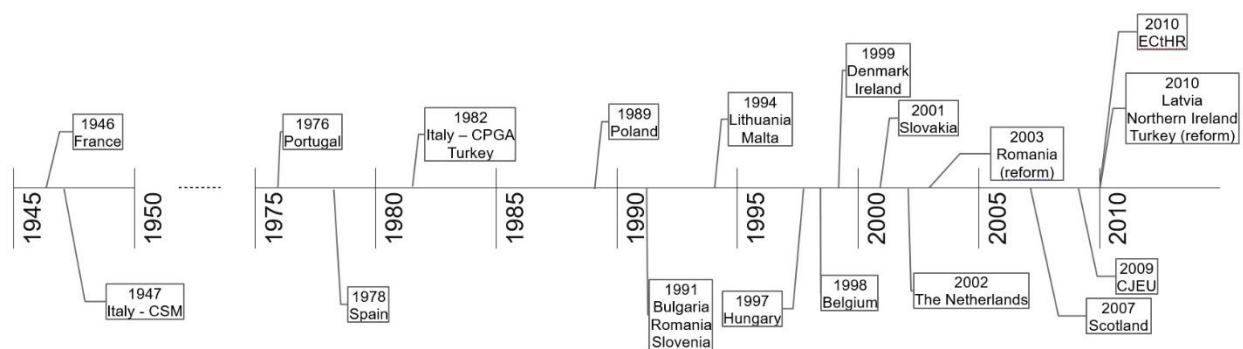 1946
France
1976
Portugal
1982
Italy – CPGA
Turkey
1989
Poland
1994
Lithuania
Malta
1999
Denmark
Ireland
2001
Slovakia
2003
Romania
(reform)
2010
ECtHR
2010
Latvia
Northern Ireland
Turkey (reform)
1945
1950
1975
1980
1985
1990
1995
2000
2005
2010
1947
Italy - CSM
1978
Spain
1991
Bulgaria
Romania
Slovenia
1997
Hungary
1998
Belgium
2002
The Netherlands
2007
Scotland
2009
CJEU